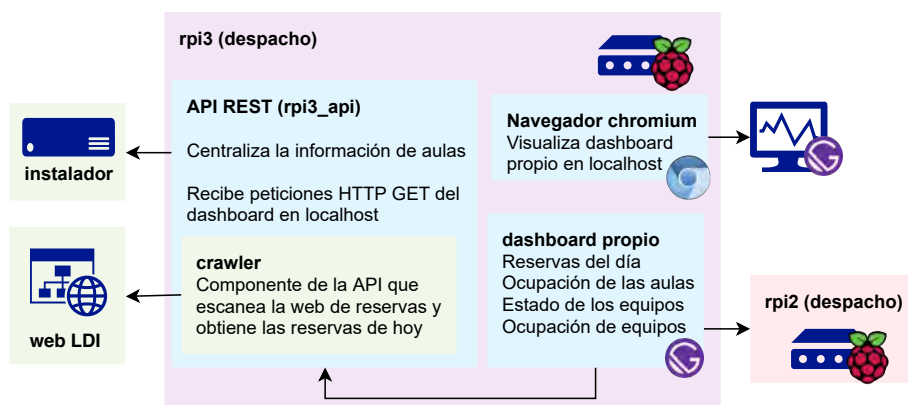 rpi3 (despacho)
API REST (rpi3_api)
Centraliza la información de aulas
Recibe peticiones HTTP GET del
dashboard en localhost
crawler
Componente de la API que
escanea la web de reservas y
obtiene las reservas de hoy
instalador
web LDI
Navegador chromium
Visualiza dashboard
propio en localhost
dashboard propio
Reservas del día
Ocupación de las aulas
Estado de los equipos
Ocupación de equipos
rpi2 (despacho)